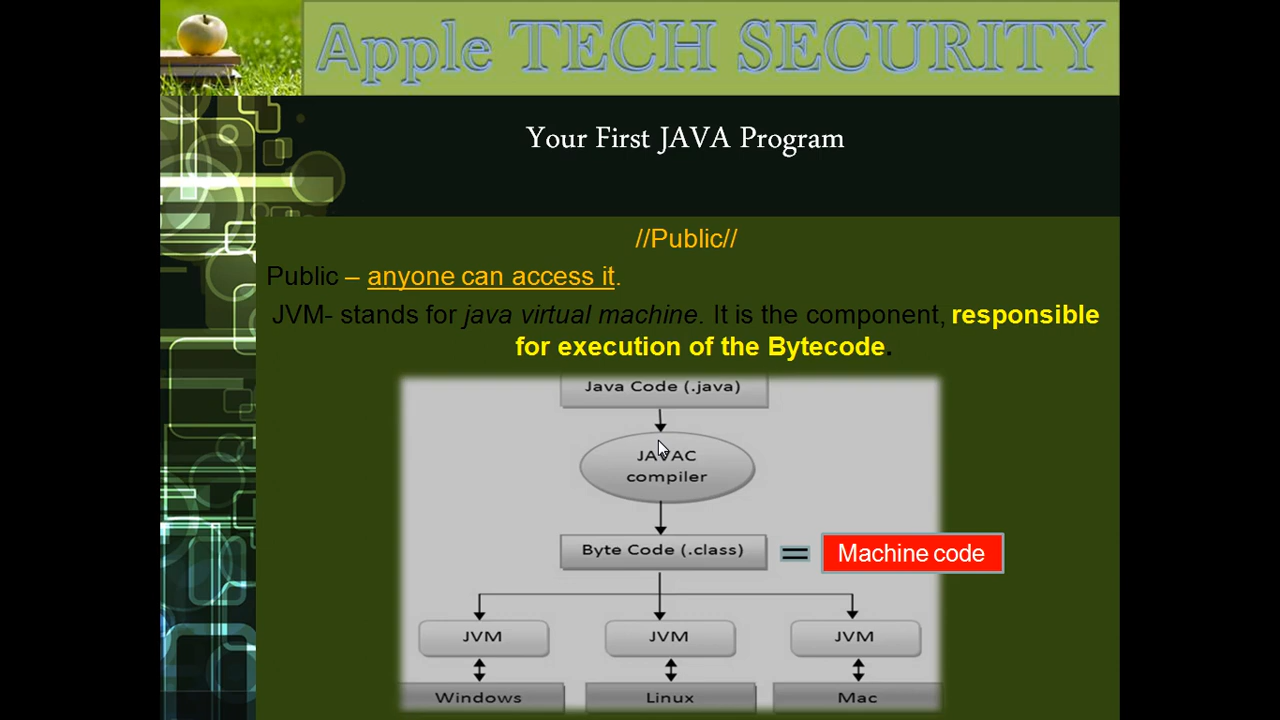 Apple TECH SECURITY
Your First JAVA Program
//Public//
Public – anyone can access it.
JVM- stands for java virtual machine. It is the component, responsible
for execution of the Bytecode.
Java Code (.java)
JAVAC
compiler
Byte Code (.class) = Machine code
JVM JVM JVM
Windows Linux Mac